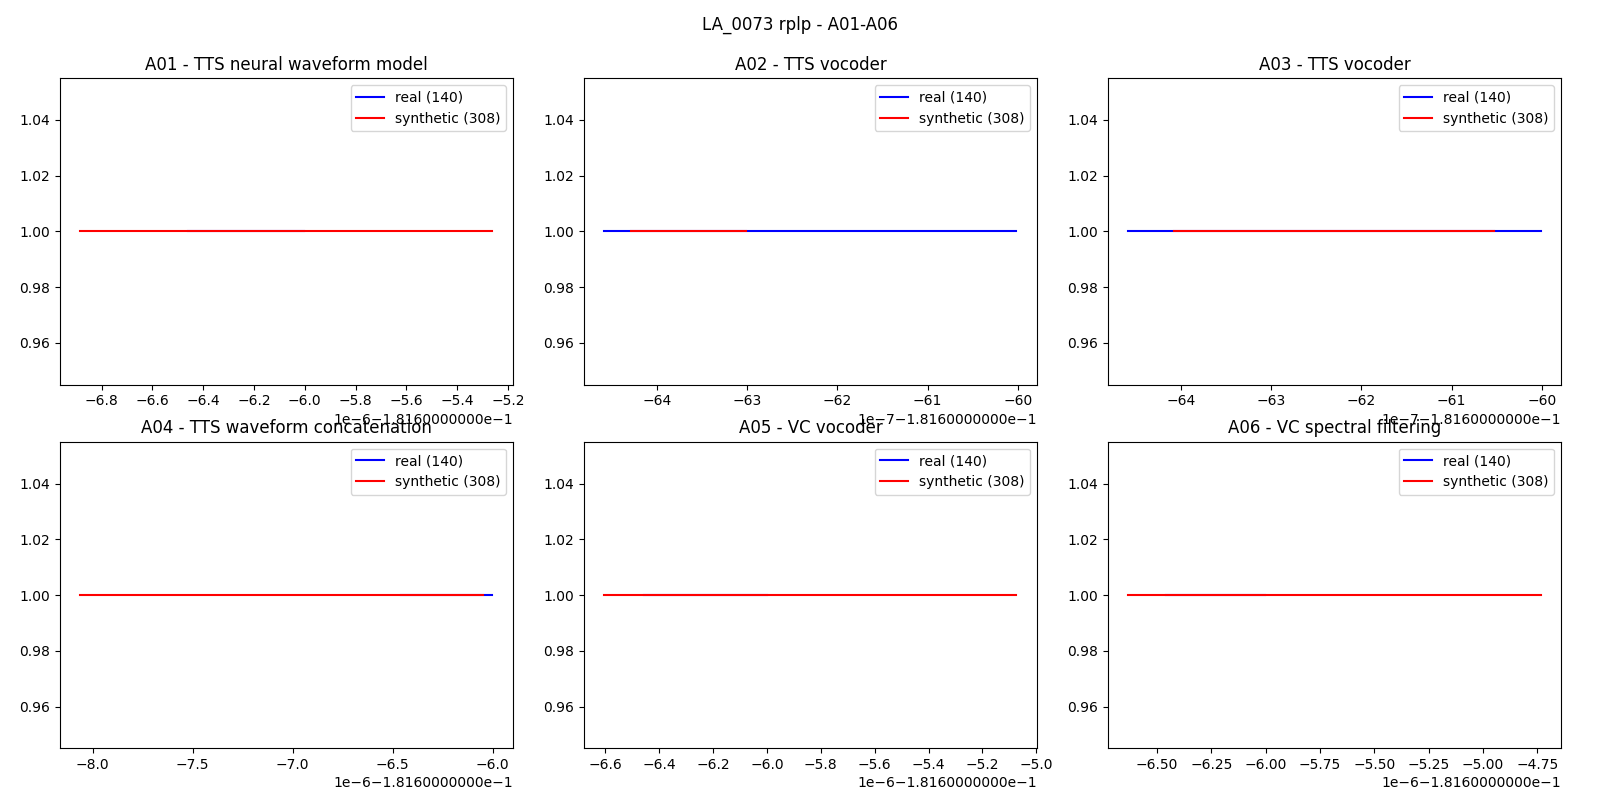 LA_0073 rplp - A01-A06
A01 - TTS neural waveform model
real (140)
synthetic (308)
1.04
1.02
1.00
0.98
0.96
−6.8 −6.6 −6.4 −6.2 −6.0 −5.8 −5.6 −5.4 −5.2
1e−6−1.8160000000e−1
A02 - TTS vocoder
real (140)
synthetic (308)
1.04
1.02
1.00
0.98
0.96
−64 −63 −62 −61 −60
1e−7−1.8160000000e−1
A03 - TTS vocoder
real (140)
synthetic (308)
1.04
1.02
1.00
0.98
0.96
−64 −63 −62 −61 −60
1e−7−1.8160000000e−1
A04 - TTS waveform concatenation
real (140)
synthetic (308)
1.04
1.02
1.00
0.98
0.96
−8.0 −7.5 −7.0 −6.5 −6.0
1e−6−1.8160000000e−1
A05 - VC vocoder
real (140)
synthetic (308)
1.04
1.02
1.00
0.98
0.96
−6.6 −6.4 −6.2 −6.0 −5.8 −5.6 −5.4 −5.2 −5.0
1e−6−1.8160000000e−1
A06 - VC spectral filtering
real (140)
synthetic (308)
1.04
1.02
1.00
0.98
0.96
−6.50 −6.25 −6.00 −5.75 −5.50 −5.25 −5.00 −4.75
1e−6−1.8160000000e−1